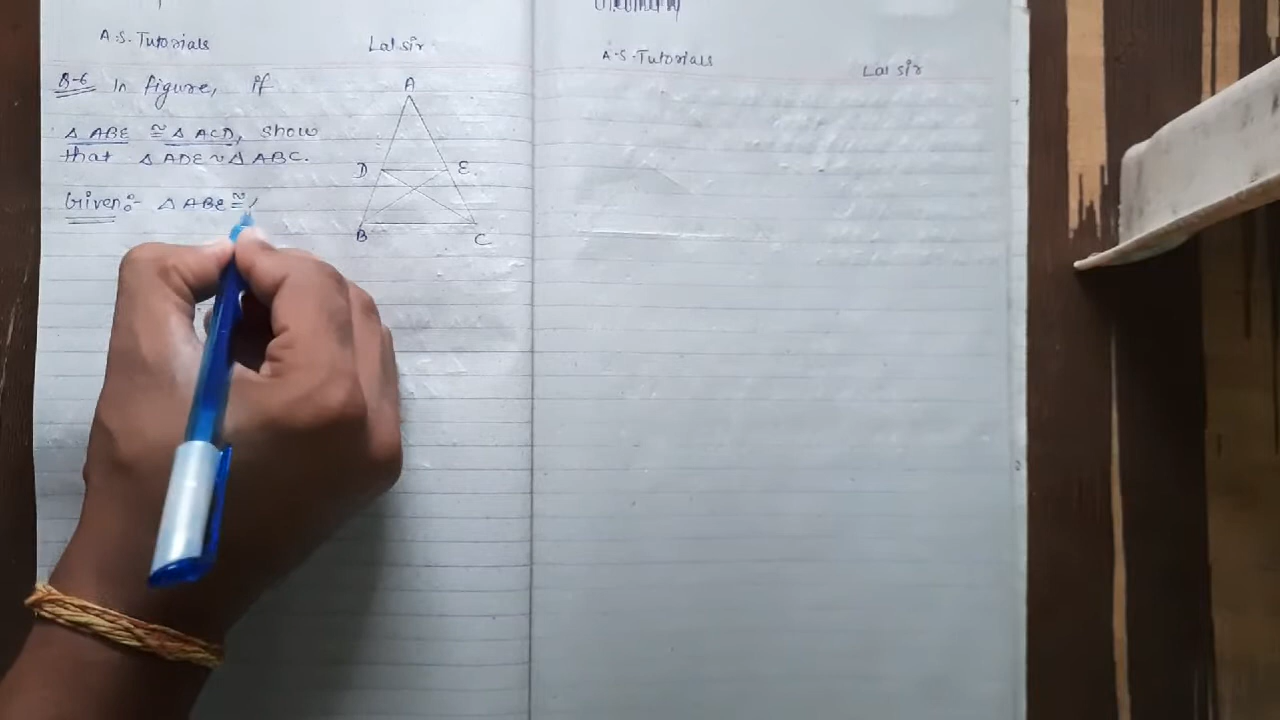 A.S. Tutorials
Lal sir
Q-6 In figure, if
△ABE ≅ △ACD, show
that △ADE ~ △ABC.
Given:- △ABE ≅
A
D
E.
B
C
A.S-Tutorials
Lal sir